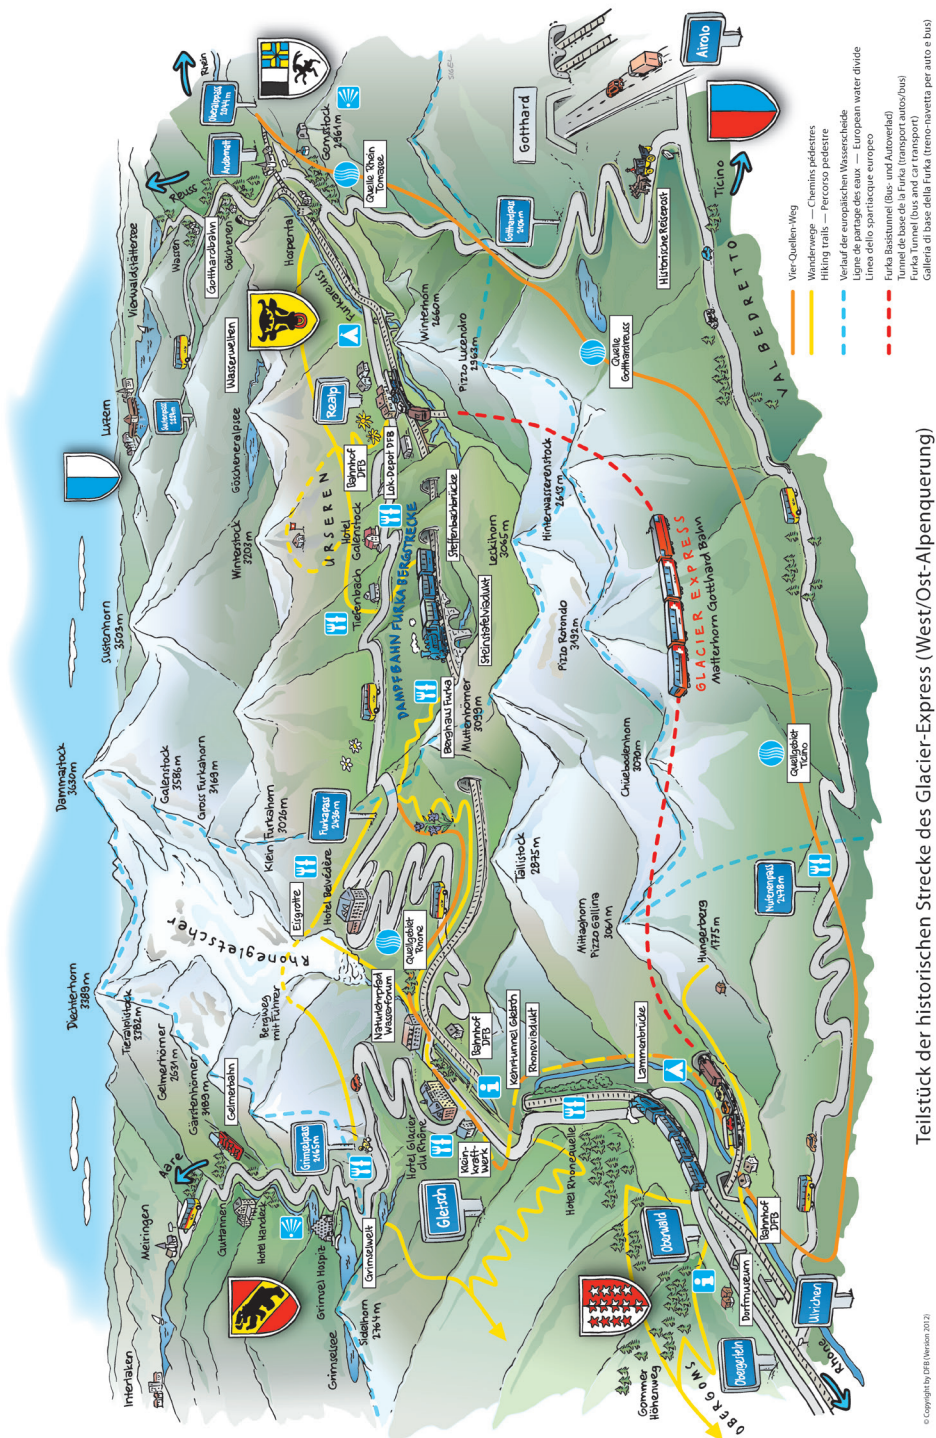 Interlaken
Meiringen
Aare
Guttannen
Hotel Handeck
Grimsel Hospiz
Grimselsee
Sidelhorn
2764 m
Grimselwelt
Grimselpass
2165 m
Gelmerbahn
Gärstenhörner
3189 m
Gelmerhörner
2631 m
Tieralplistock
3382 m
Diechterhorn
3389 m
Rhonegletscher
Bergweg
mit Führer
Dammastock
3630 m
Galenstock
3586 m
Gross Furkahorn
3169 m
Klein Furkahorn
3026 m
Eisgrotte
Hotel Belvédère
Furkapass
2436 m
Sustenhorn
3503 m
Winterstock
3203 m
Göscheneralpsee
Luzern
Vierwaldstättersee
Sustenpass
2224 m
Wassen
Wasserwelten
Gotthardbahn
Göschenen
Reuss
Andermatt
Oberalppass
2044 m
Rhein
Gemsstock
2961 m
Hospental
Furkareuss
Quelle Rhein
Tomasee
Realp
URSEREN
Bahnhof
DFB
Lok-Depot DFB
Hotel
Galenstock
Tiefenbach
DAMPFBAHN FURKA BERGSTRECKE
Steffenbachbrücke
Steinstafelviadukt
Berghaus Furka
Muttenhörner
3099 m
Leckihorn
3065 m
Winterhorn
2660 m
Pizzo Lucendro
2963 m
Hinterwasserenstock
Pizzo Rotondo
3192 m
Chüebodenhorn
3070 m
Tällistock
2875 m
Mittaghorn
Pizzo Gallina
3061 m
Hungerberg
1775 m
Quellgebiet
Rhone
Naturlehrpfad
Wasserforum
Bahnhof
DFB
Kehrtunnel Gletsch
Rhoneviadukt
Lammenbrücke
Hotel Glacier
du Rhône
Klein-
kraft-
werk
Gletsch
Hotel Rhonequelle
Oberwald
Bahnhof
DFB
Dorfmuseum
Ulrichen
Rhone
Obergesteln
Gommer
Höhenweg
OBERGOMS
GLACIER EXPRESS
Matterhorn Gotthard Bahn
Nufenenpass
2478 m
Quellgebiet
Ticino
Quelle
Gotthardreuss
Gotthardpass
2106 m
Gotthard
Historische Reisepost
Airolo
Ticino
VAL BEDRETTO
Vier-Quellen-Weg
Wanderwege — Chemins pédestres
Hiking trails — Percorso pedestre
Verlauf der europäischen Wasserscheide
Ligne de partage des eaux — European water divide
Linea dello spartiacque europeo
Furka Basistunnel (Bus- und Autoverlad)
Tunnel de base de la Furka (transport autos/bus)
Furka Tunnel (bus and car transport)
Galleria di base della Furka (treno-navetta per auto e bus)
Teilstück der historischen Strecke des Glacier-Express (West/Ost-Alpenquerung)
© Copyright by DFB (Version 2012)